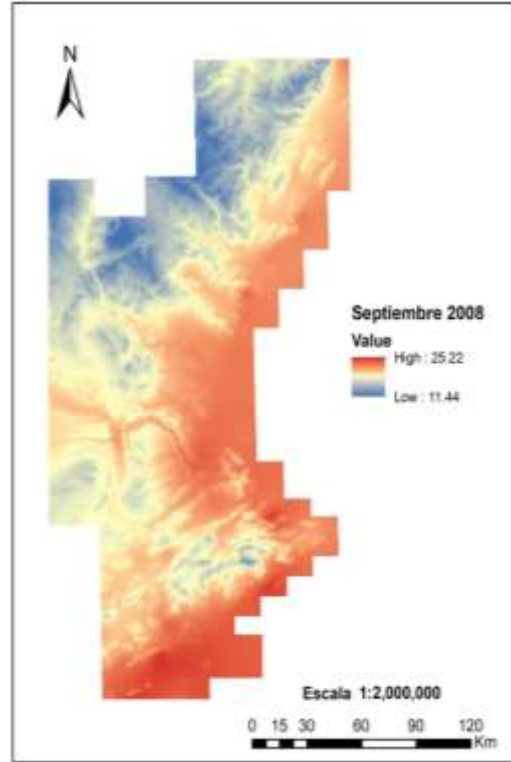 N
Septiembre 2008
Value
High : 25.22
Low : 11.44
Escala 1:2,000,000
0 15 30 60 90 120
Km